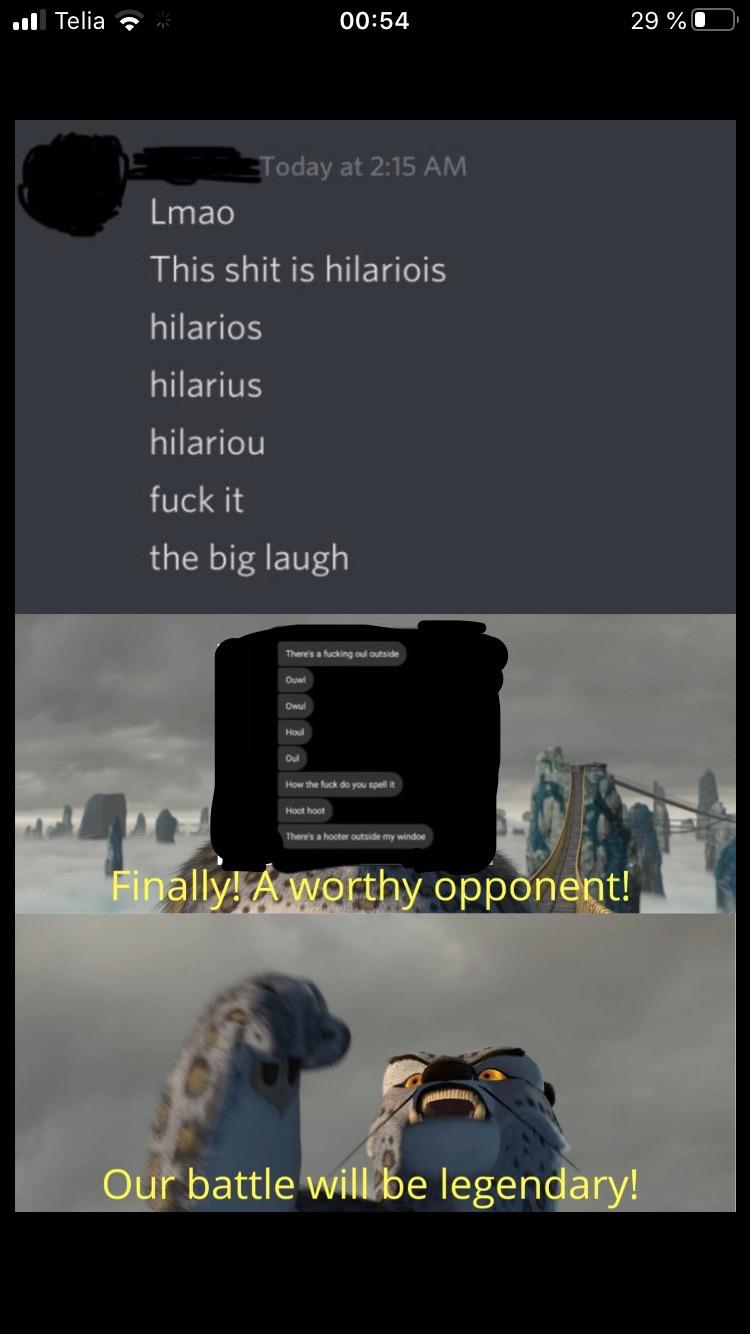 Telia 00:54 29 %
Today at 2:15 AM
Lmao
This shit is hilariois
hilarios
hilarius
hilariou
fuck it
the big laugh
There's a fucking oul outside
Ouwl
Owul
Houl
Oul
How the fuck do you spell it
Hoot hoot
There's a hooter outside my windoe
Finally! A worthy opponent!
Our battle will be legendary!